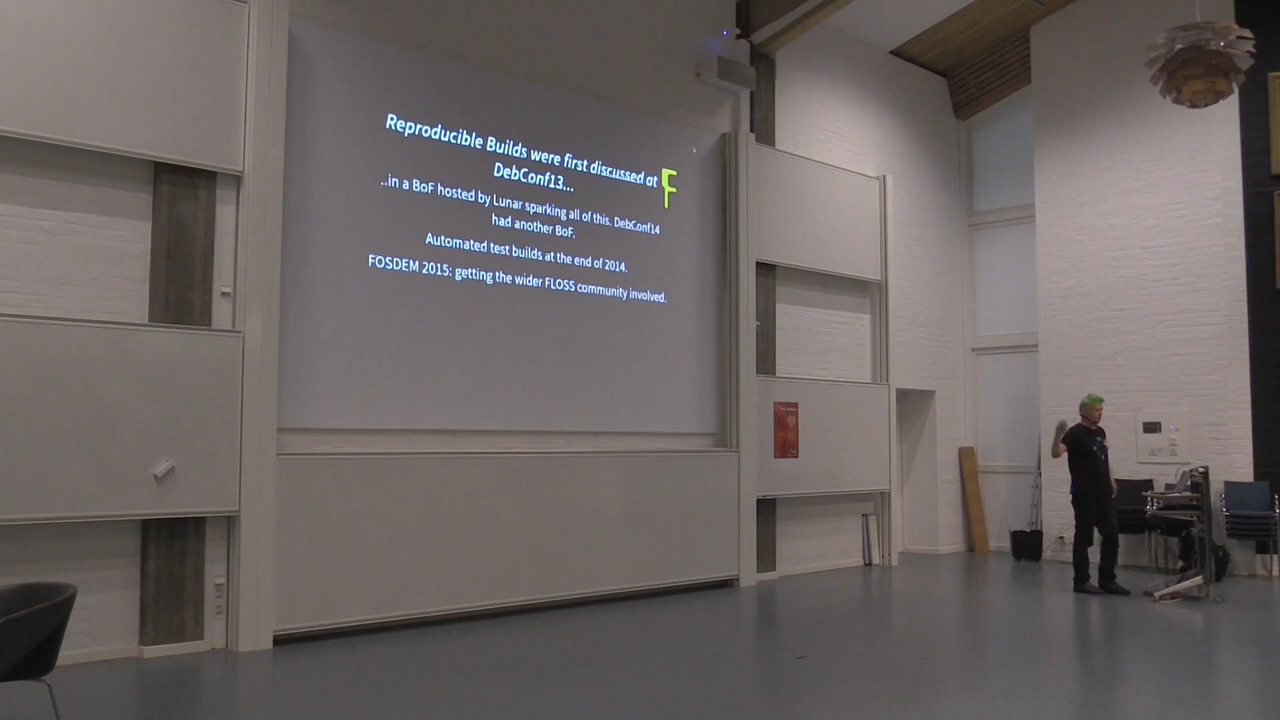 Reproducible Builds were first discussed at
DebConf13...
..in a BoF hosted by Lunar sparking all of this. DebConf14
had another BoF.
Automated test builds at the end of 2014.
FOSDEM 2015: getting the wider FLOSS community involved.
F